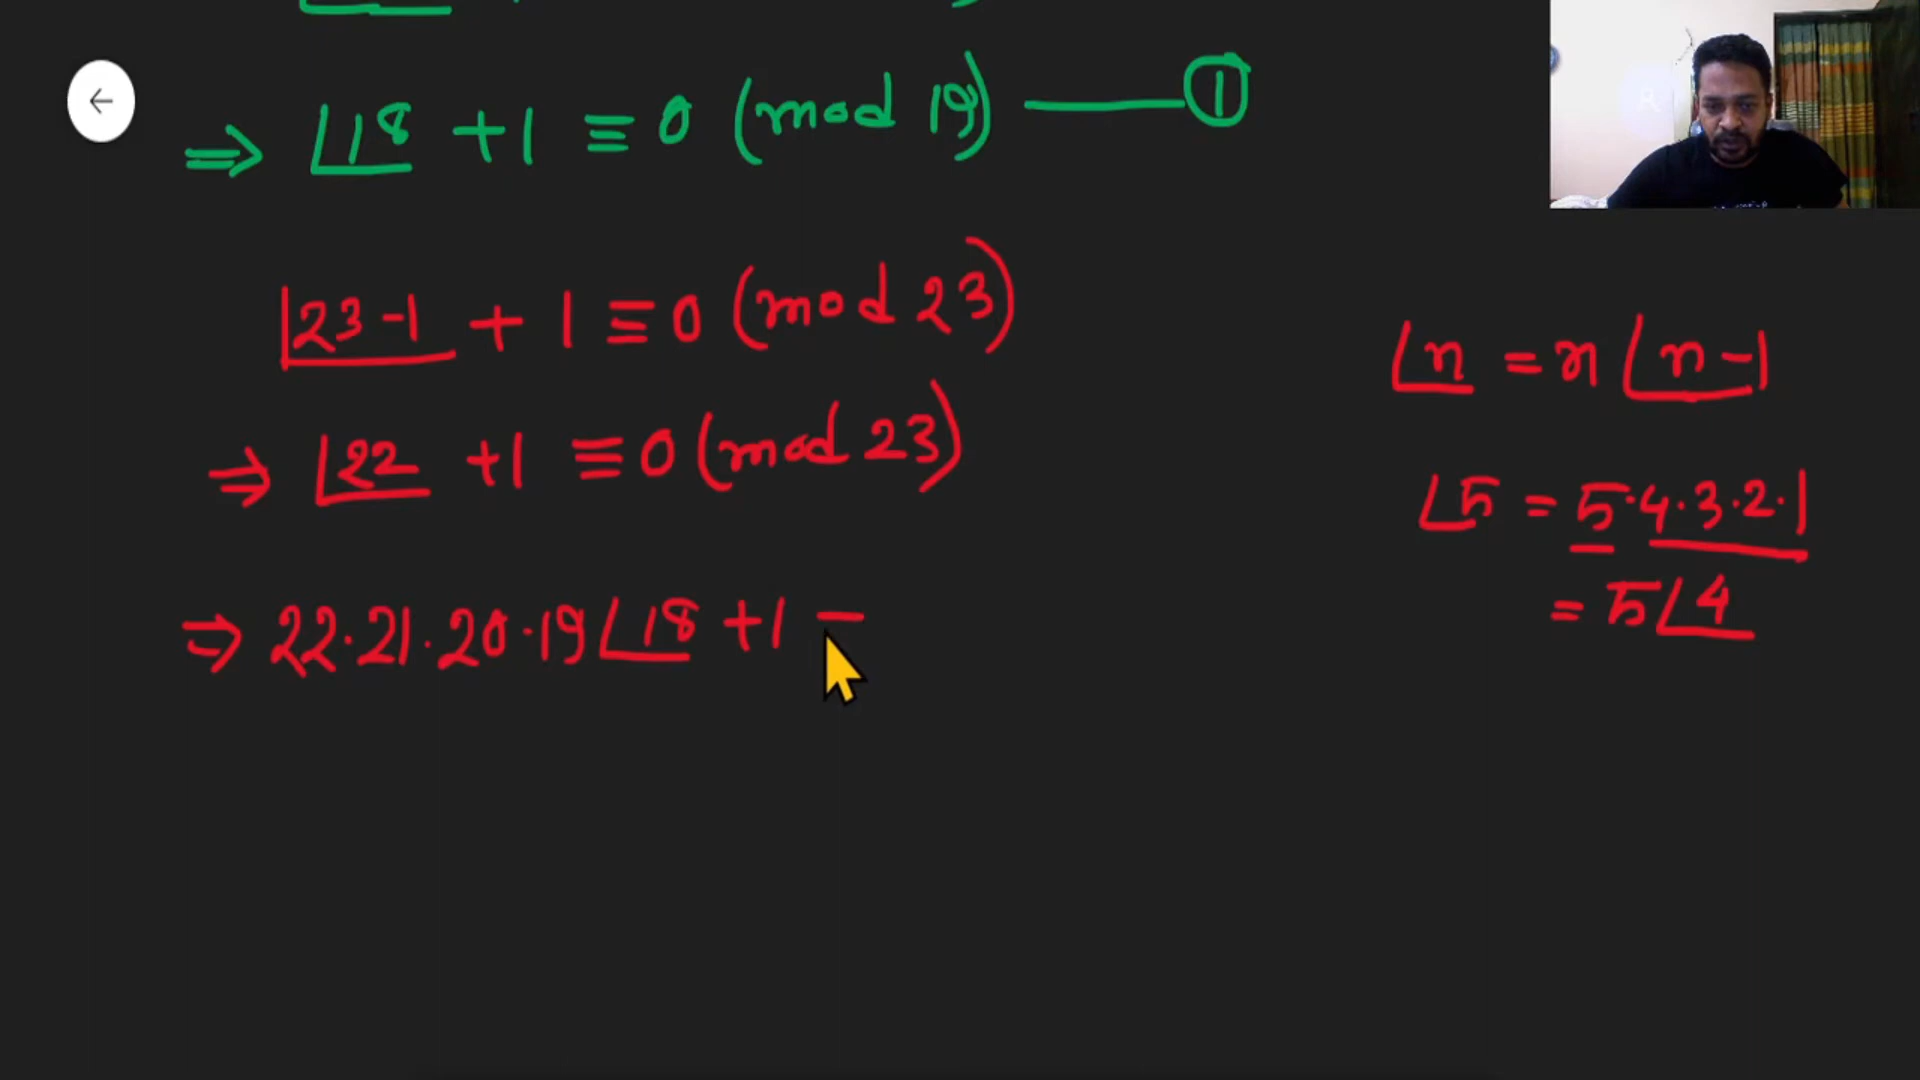 ⇒ ⌊18 + 1 ≡ 0 (mod 19) —— ①
⌊23-1 + 1 ≡ 0 (mod 23)
⇒ ⌊22 + 1 ≡ 0 (mod 23)
⇒ 22·21·20·19 ⌊18 + 1 –
⌊n = n ⌊n-1
⌊5 = 5·4·3·2·1
= 5⌊4